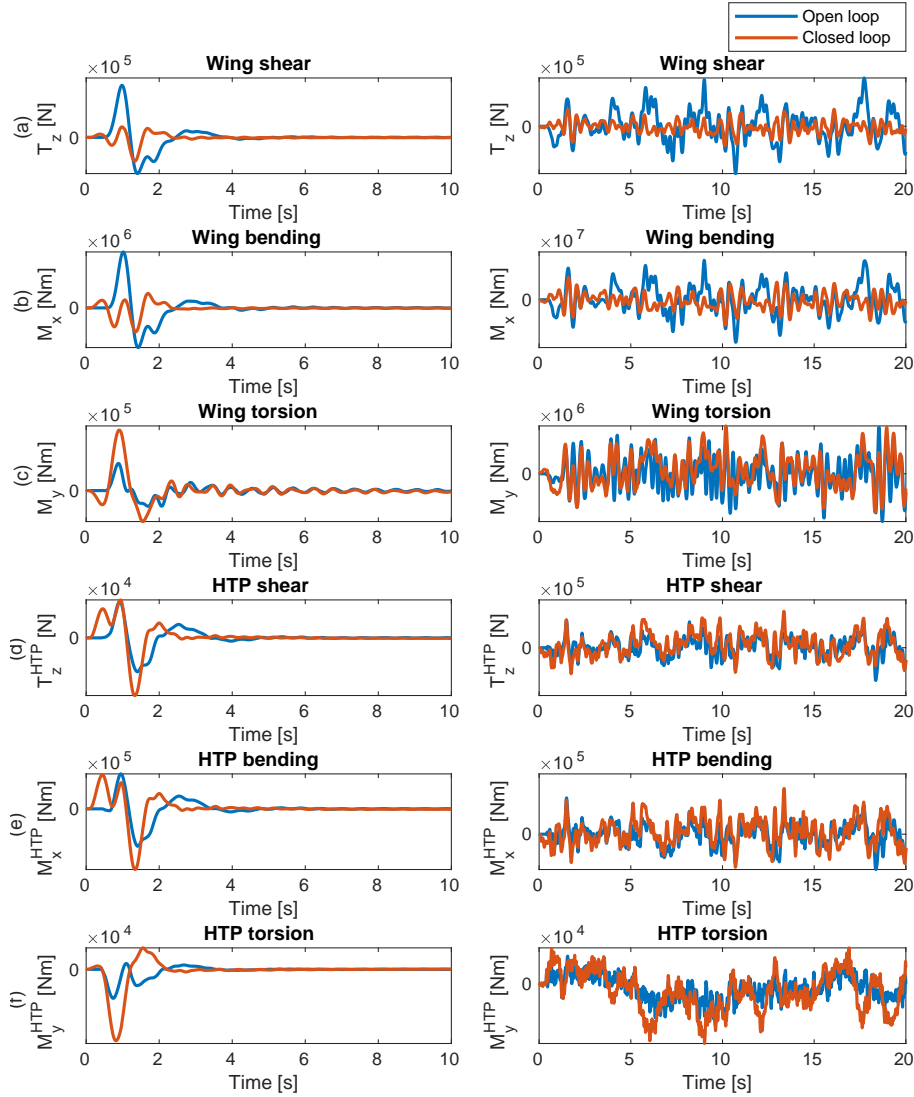 Open loop
Closed loop
×10^5
Wing shear
(a)
T_z [N]
0
0 2 4 6 8 10
Time [s]
×10^5
Wing shear
0
0 5 10 15 20
Time [s]
×10^6
Wing bending
(b)
M_x [Nm]
0
0 2 4 6 8 10
Time [s]
×10^7
Wing bending
M_x [Nm]
0
0 5 10 15 20
Time [s]
×10^5
Wing torsion
(c)
M_y [Nm]
0
0 2 4 6 8 10
Time [s]
×10^6
Wing torsion
M_y [Nm]
0
0 5 10 15 20
Time [s]
×10^4
HTP shear
(d)
T_z^HTP [N]
0
0 2 4 6 8 10
Time [s]
×10^5
HTP shear
T_z^HTP [N]
0
0 5 10 15 20
Time [s]
×10^5
HTP bending
(e)
M_x^HTP [Nm]
0
0 2 4 6 8 10
Time [s]
×10^5
HTP bending
M_x^HTP [Nm]
0
0 5 10 15 20
Time [s]
×10^4
HTP torsion
(f)
M_y^HTP [Nm]
0
0 2 4 6 8 10
Time [s]
×10^4
HTP torsion
M_y^HTP [Nm]
0
0 5 10 15 20
Time [s]